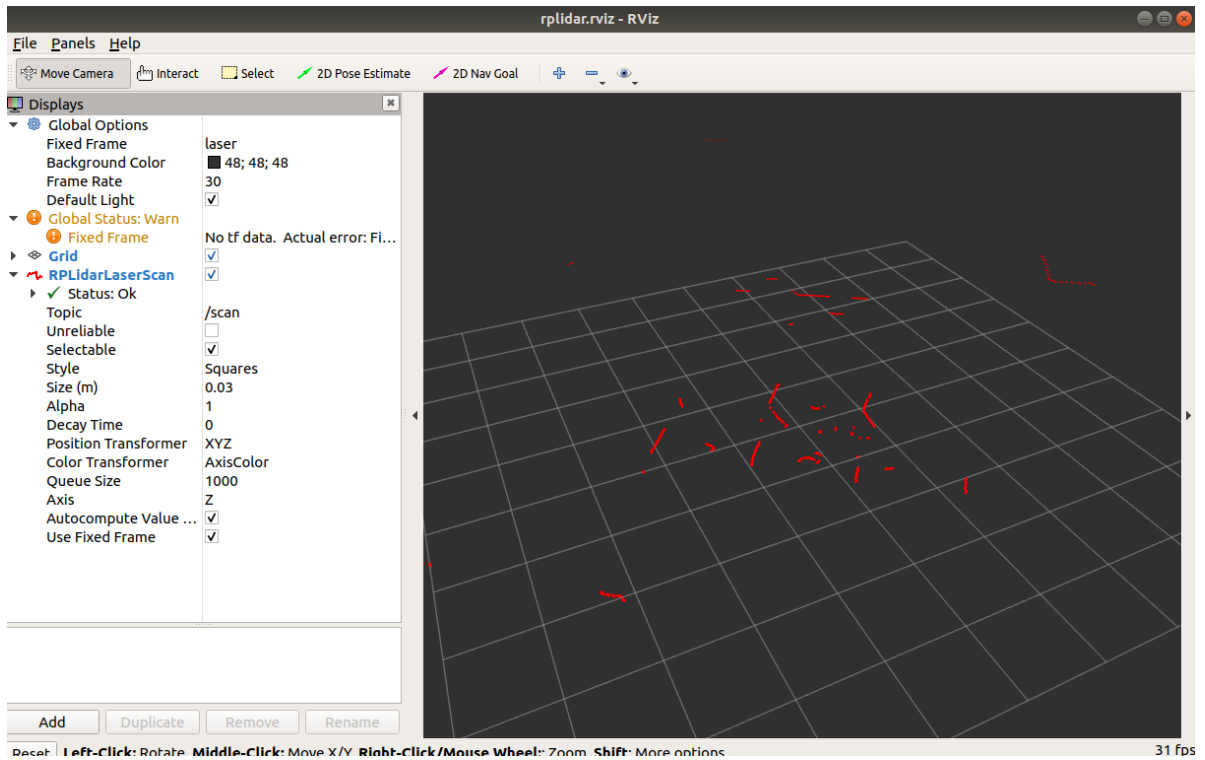 rplidar.rviz - RViz
File Panels Help
Move Camera Interact Select 2D Pose Estimate 2D Nav Goal
Displays
Global Options
Fixed Frame laser
Background Color 48; 48; 48
Frame Rate 30
Default Light
Global Status: Warn
Fixed Frame No tf data. Actual error: Fi...
Grid
RPLidarLaserScan
Status: Ok
Topic /scan
Unreliable
Selectable
Style Squares
Size (m) 0.03
Alpha 1
Decay Time 0
Position Transformer XYZ
Color Transformer AxisColor
Queue Size 1000
Axis Z
Autocompute Value ...
Use Fixed Frame
Add Duplicate Remove Rename
Reset Left-Click: Rotate. Middle-Click: Move X/Y. Right-Click/Mouse Wheel:: Zoom. Shift: More options. 31 fps